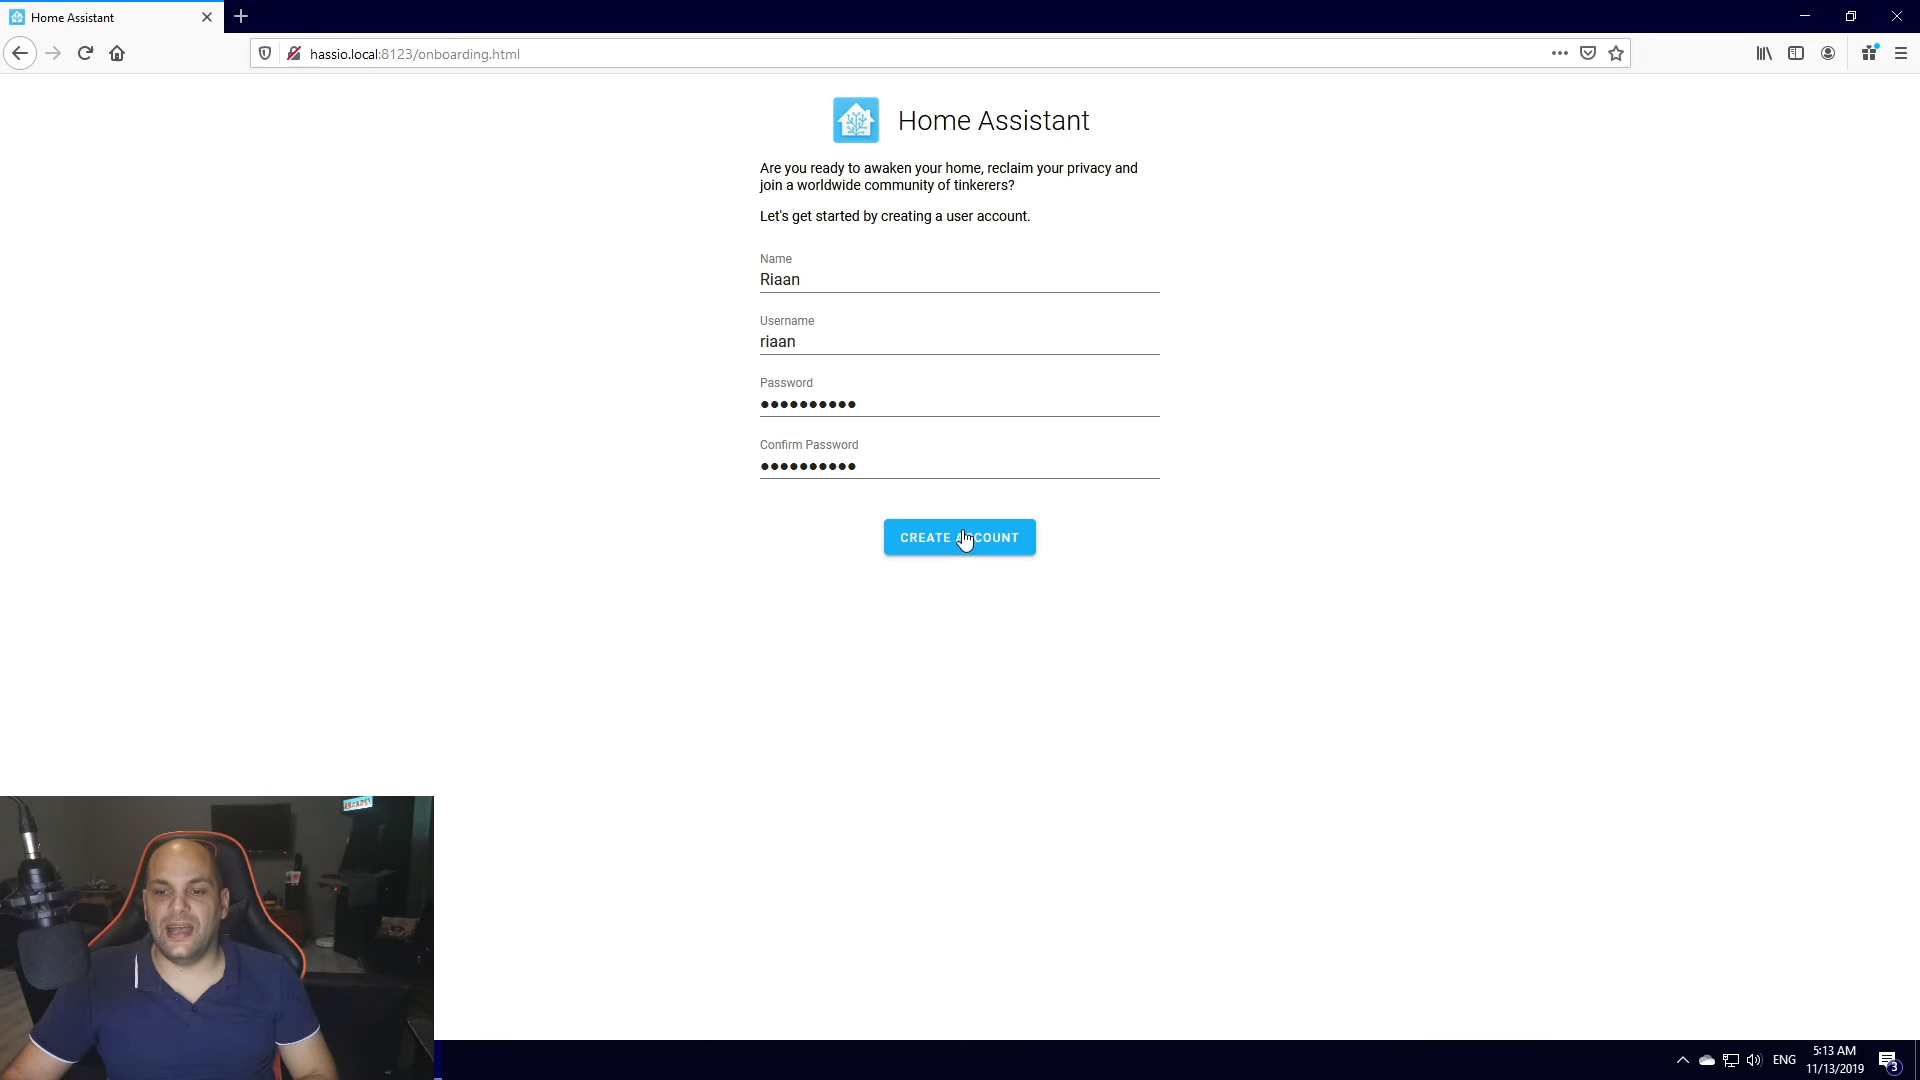 Home Assistant
hassio.local:8123/onboarding.html
Home Assistant
Are you ready to awaken your home, reclaim your privacy and
join a worldwide community of tinkerers?
Let's get started by creating a user account.
Name
Riaan
Username
riaan
Password
●●●●●●●●●●
Confirm Password
●●●●●●●●●●
CREATE ACCOUNT
ENG
5:13 AM
11/13/2019
3